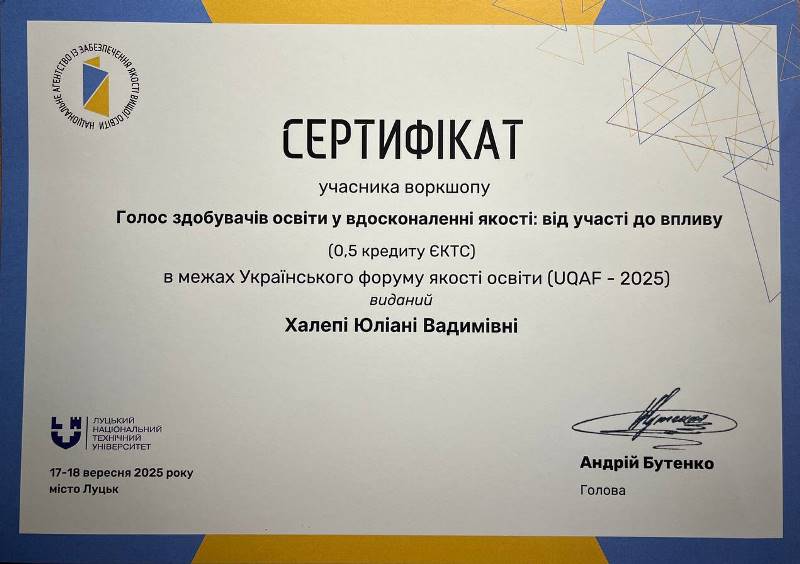 НАЦІОНАЛЬНЕ АГЕНТСТВО ІЗ ЗАБЕЗПЕЧЕННЯ ЯКОСТІ ВИЩОЇ ОСВІТИ
СЕРТИФІКАТ
учасника воркшопу
Голос здобувачів освіти у вдосконаленні якості: від участі до впливу
(0,5 кредиту ЄКТС)
в межах Українського форуму якості освіти (UQAF - 2025)
виданий
Халепі Юліані Вадимівні
ЛУЦЬКИЙ
НАЦІОНАЛЬНИЙ
ТЕХНІЧНИЙ
УНІВЕРСИТЕТ
17-18 вересня 2025 року
місто Луцьк
Андрій Бутенко
Голова